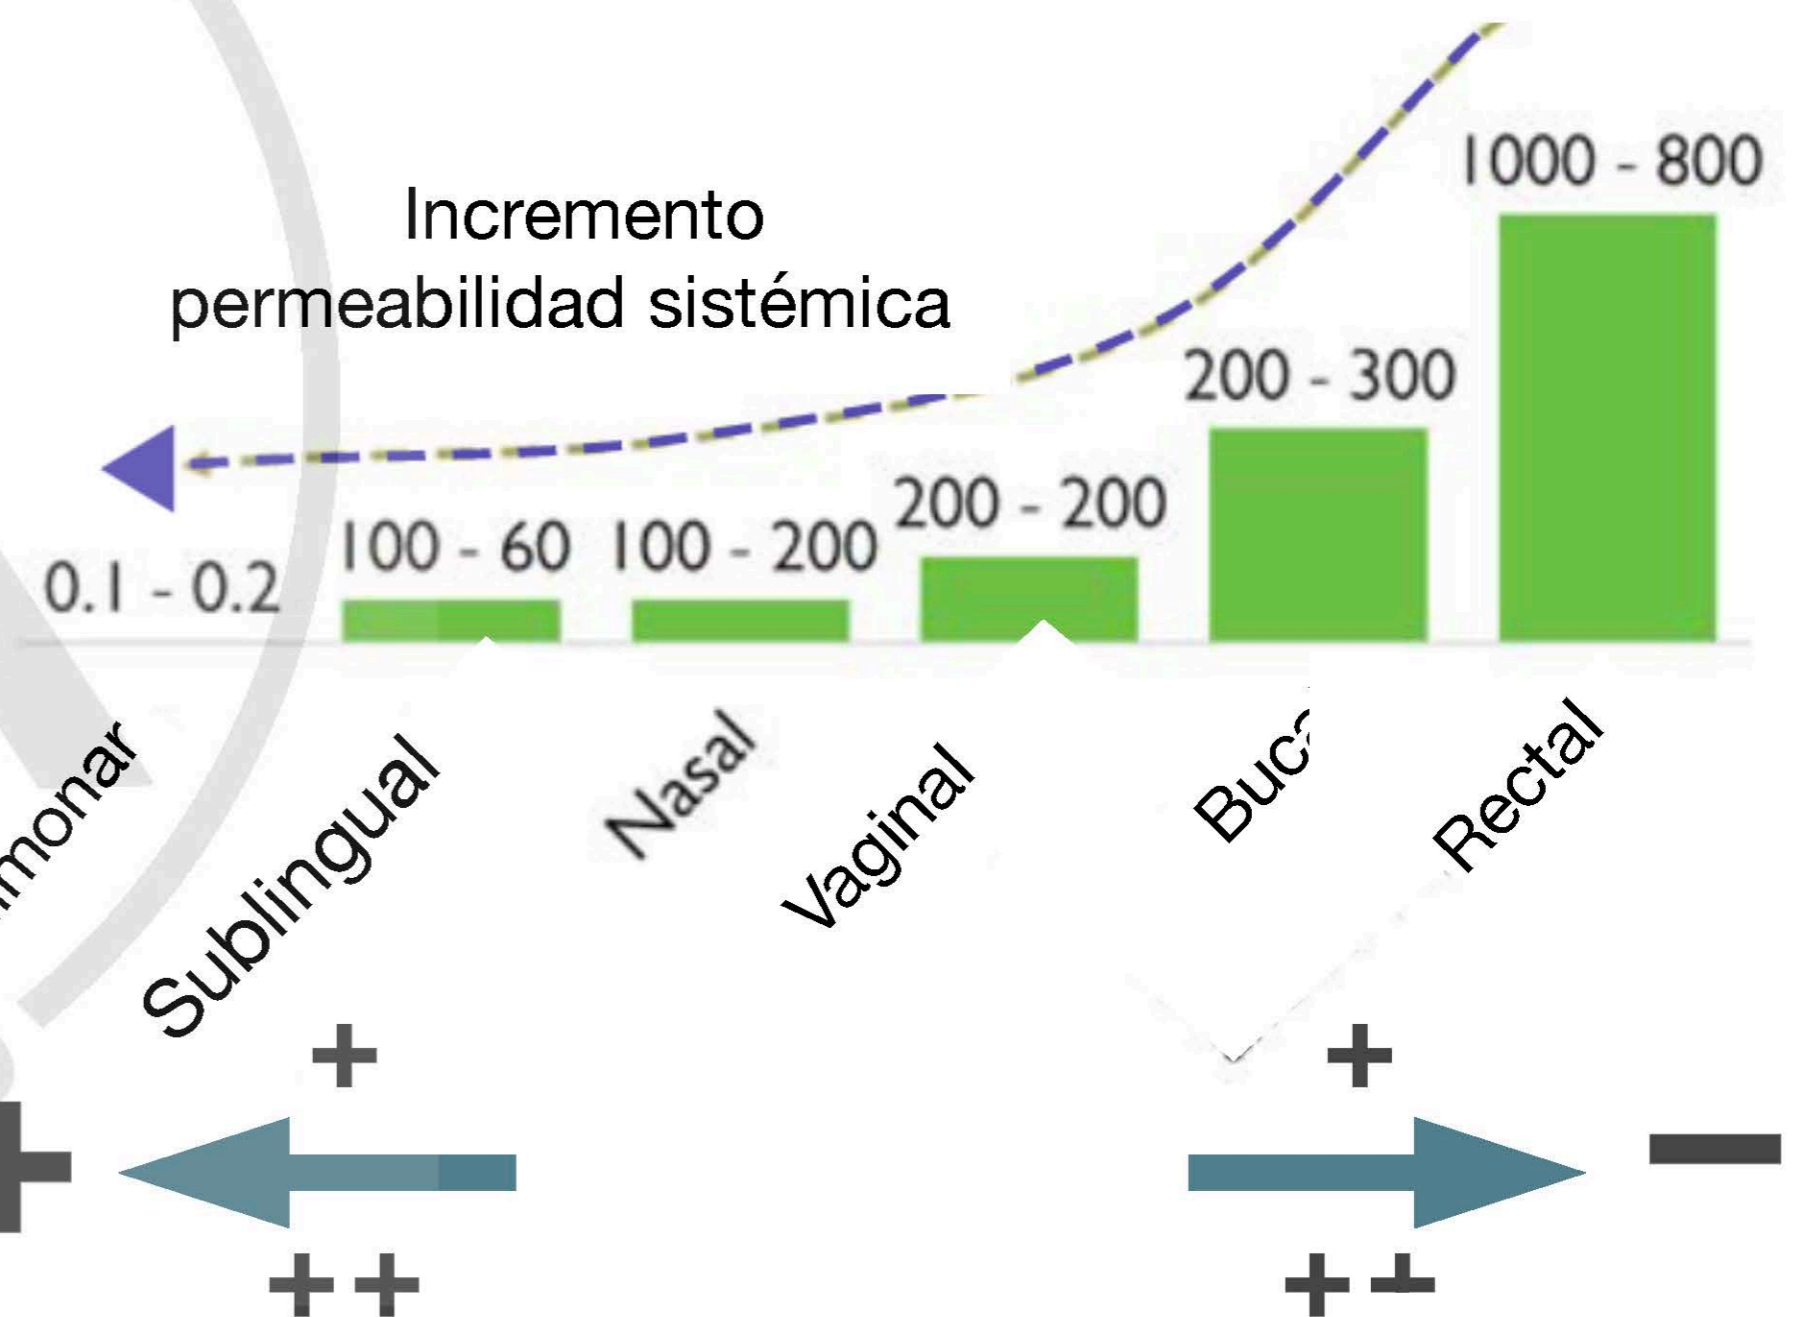 Incremento
permeabilidad sistémica
1000 - 800
200 - 300
200 - 200
100 - 60
100 - 200
0.1 - 0.2
Sublingual
Nasal
Vaginal
Rectal
+
+
+
−
++
++